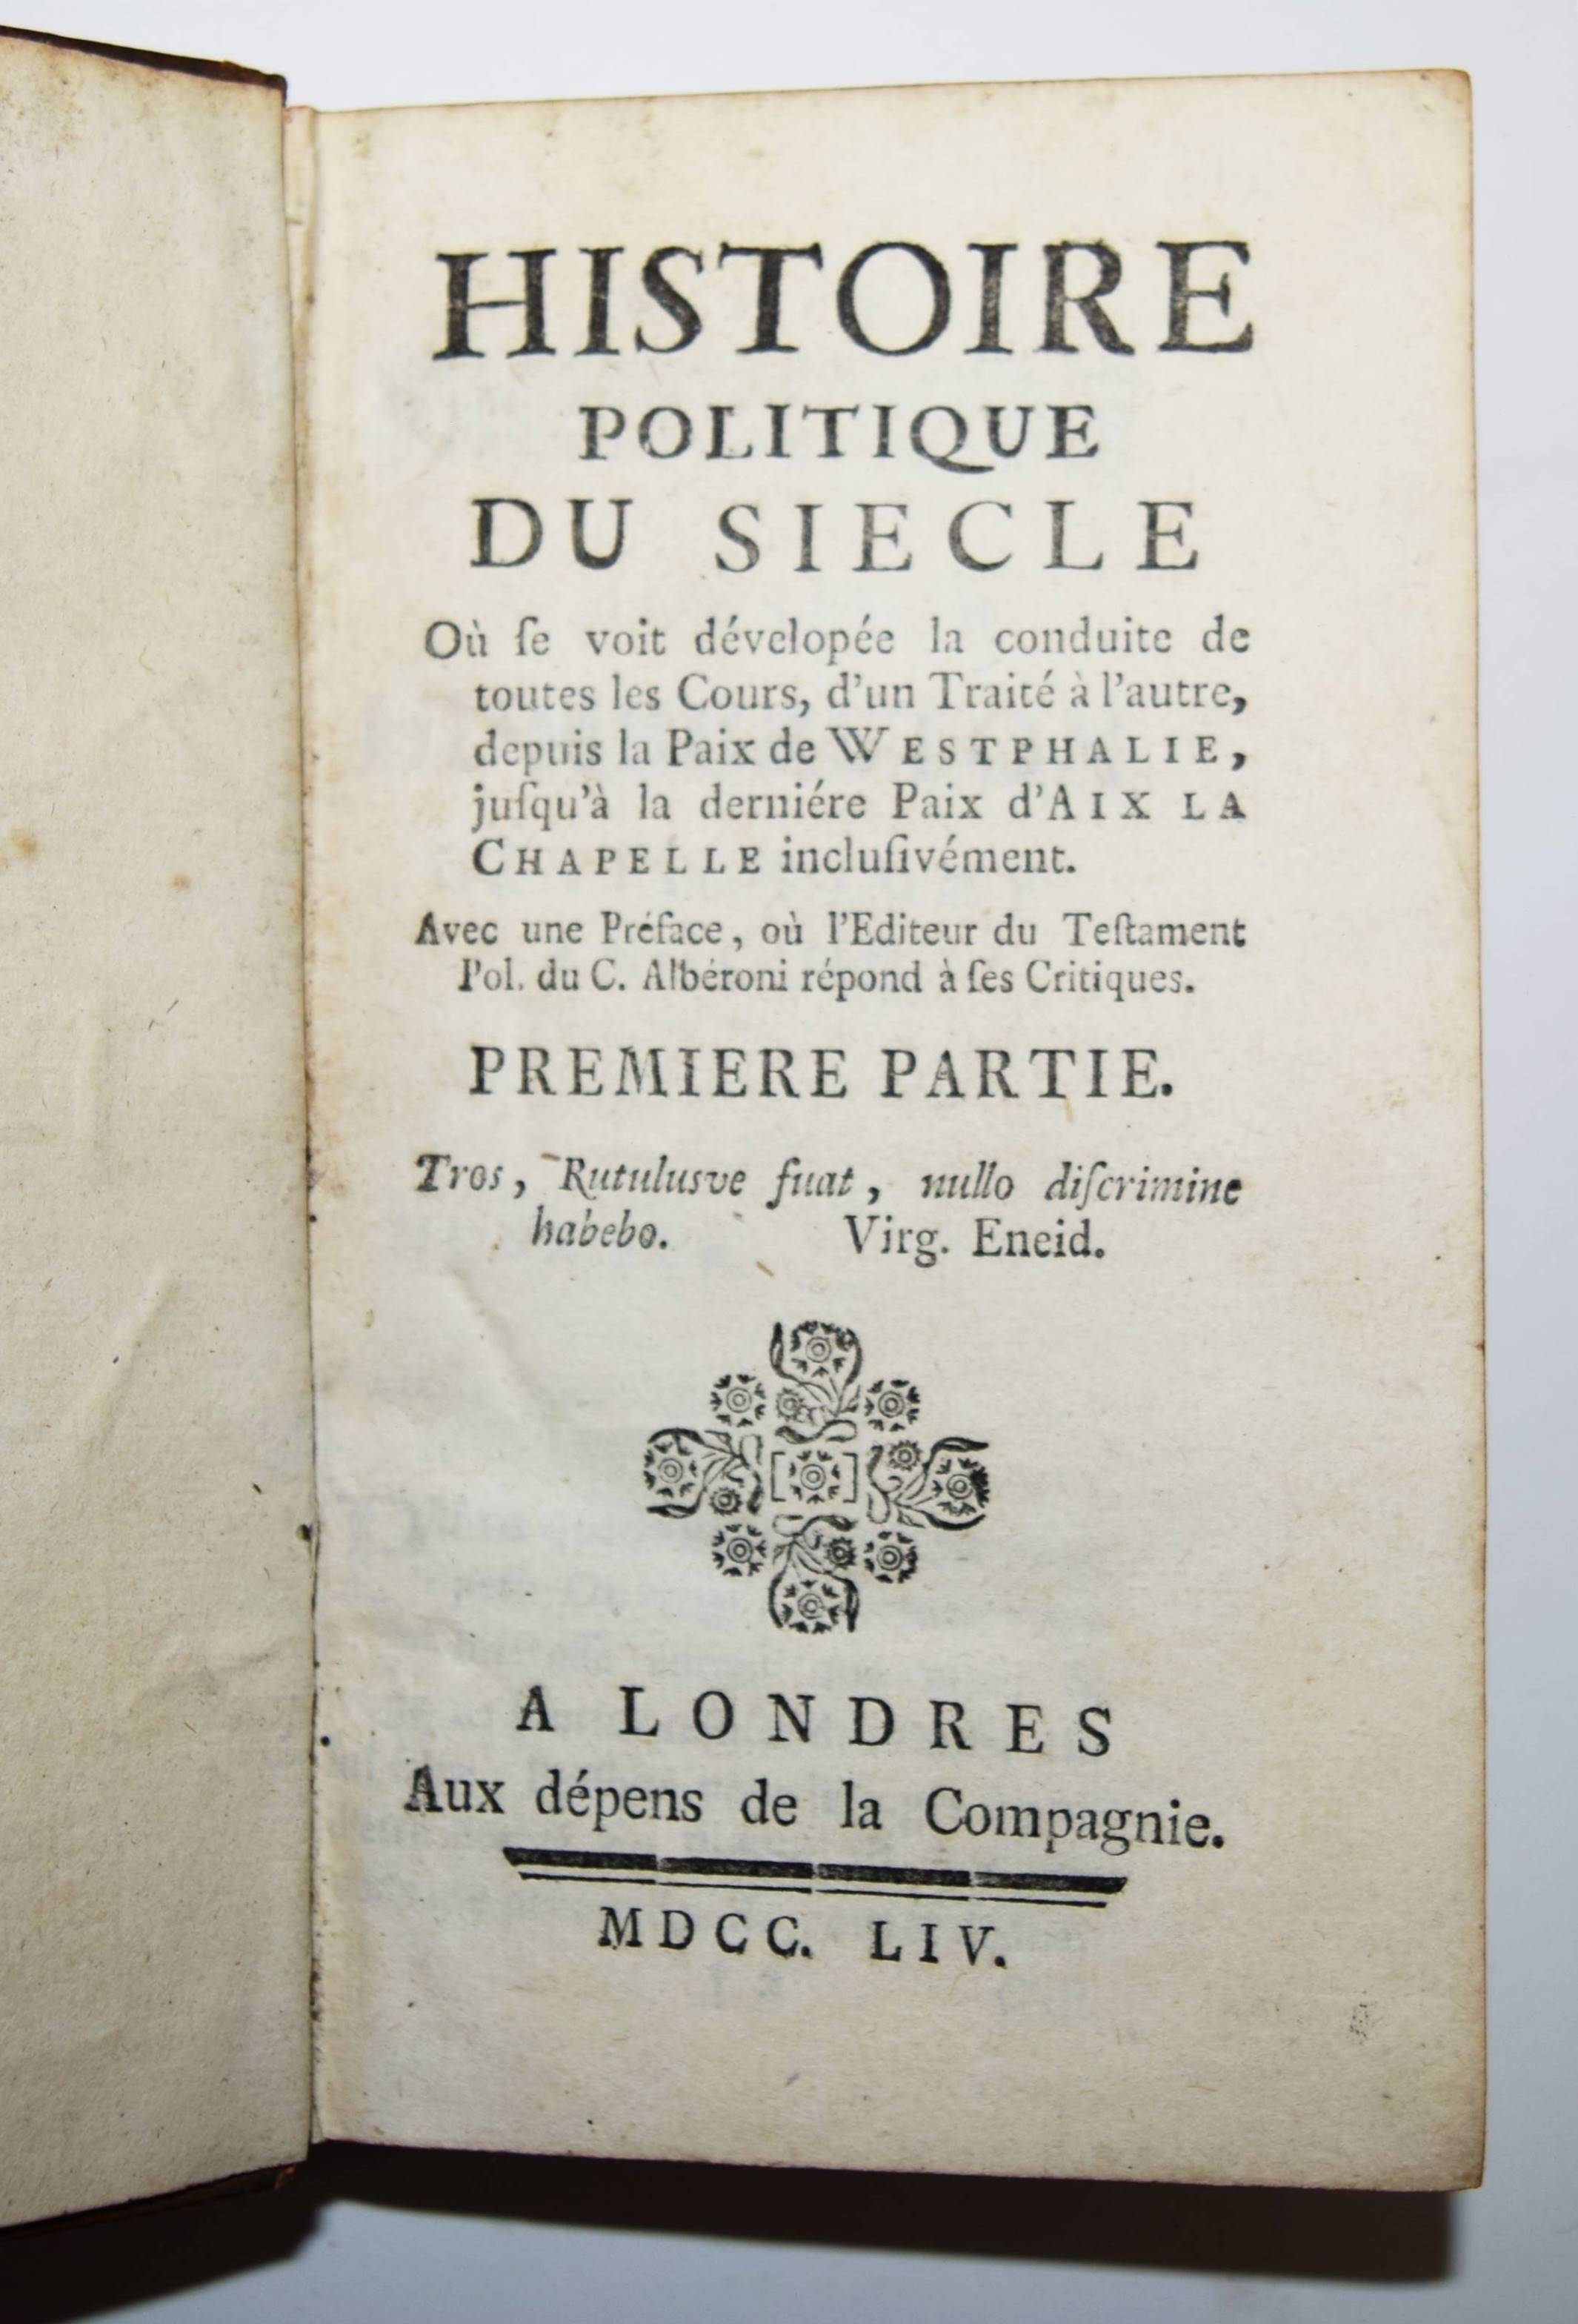 HISTOIRE
POLITIQUE
DU SIECLE
Où ſe voit dévelopée la conduite de
toutes les Cours, d'un Traité à l'autre,
depuis la Paix de WESTPHALIE,
juſqu'à la derniére Paix d'AIX LA
CHAPELLE incluſivément.
Avec une Préface, où l'Editeur du Teſtament
Pol. du C. Albéroni répond à ſes Critiques.
PREMIERE PARTIE.
Tros, Rutulusve fuat, nullo diſcrimine
habebo. Virg. Eneid.
A LONDRES
Aux dépens de la Compagnie.
MDCC. LIV.